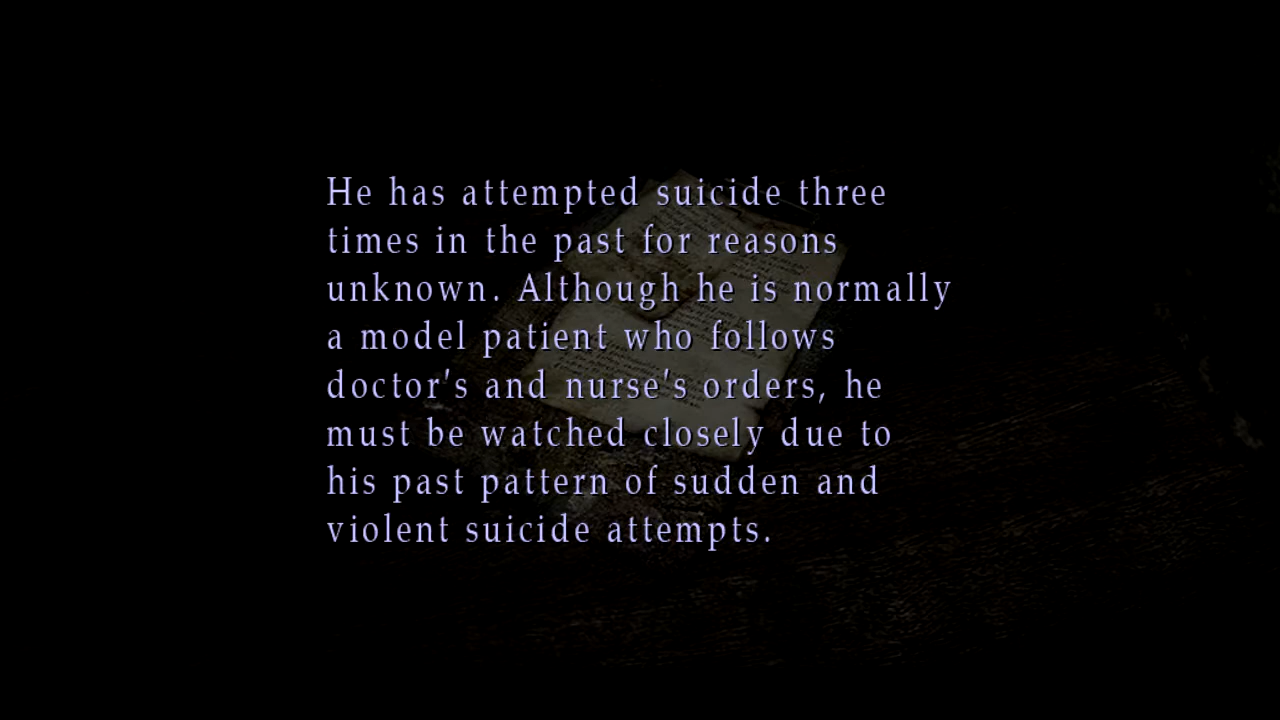 He has attempted suicide three
times in the past for reasons
unknown. Although he is normally
a model patient who follows
doctor's and nurse's orders, he
must be watched closely due to
his past pattern of sudden and
violent suicide attempts.